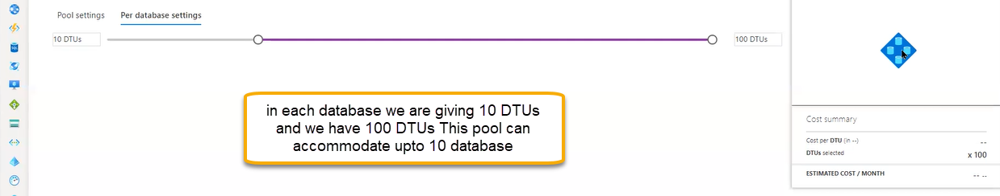 Pool settings Per database settings
10 DTUs 100 DTUs
in each database we are giving 10 DTUs
and we have 100 DTUs This pool can
accommodate upto 10 database
Cost summary
Cost per DTU (in --) --
DTUs selected x 100
ESTIMATED COST / MONTH -- --
SQL